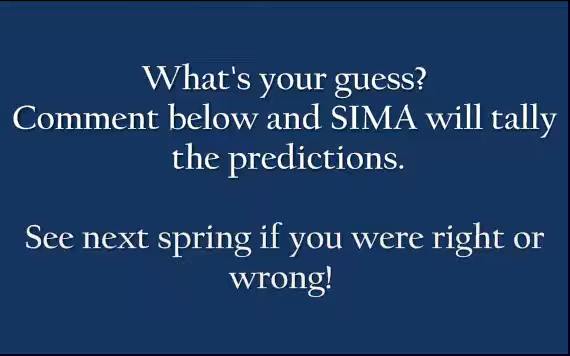 What's your guess?
Comment below and SIMA will tally
the predictions.
See next spring if you were right or
wrong!